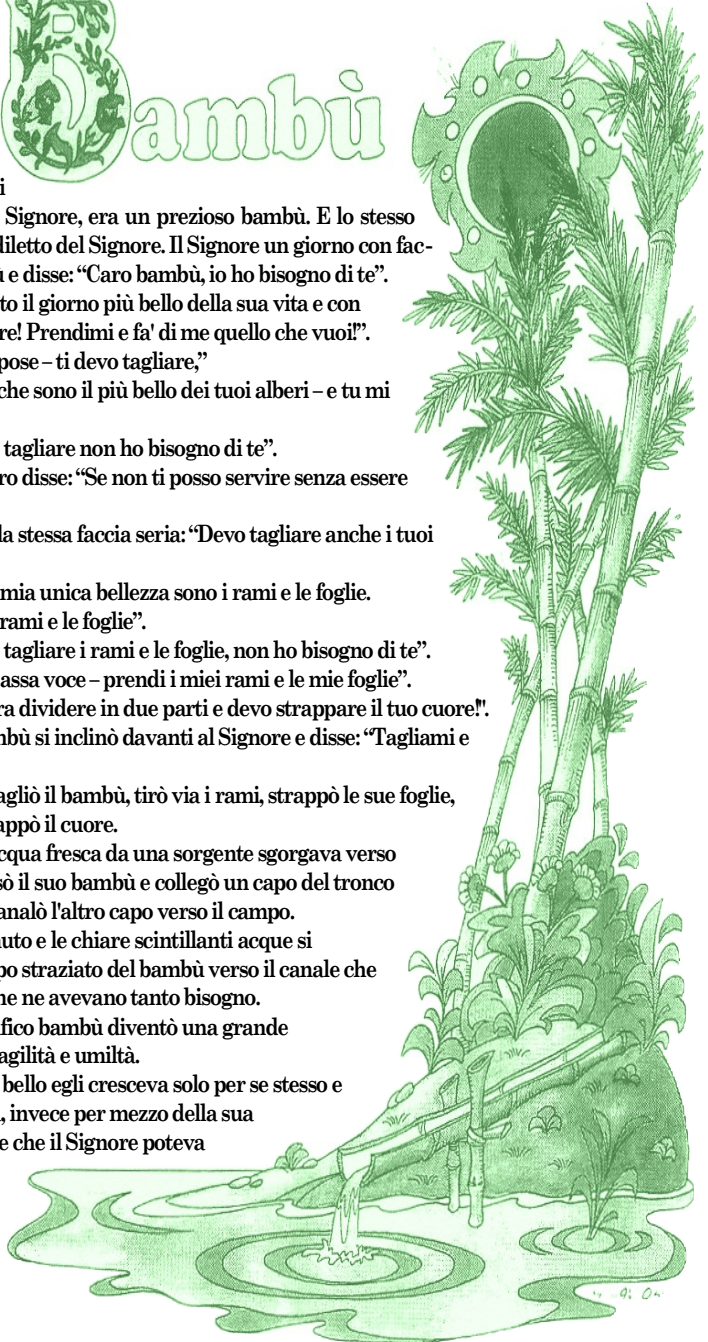 Bambù
i
Signore, era un prezioso bambù. E lo stesso
diletto del Signore. Il Signore un giorno con fac-
e disse: “Caro bambù, io ho bisogno di te”.
to il giorno più bello della sua vita e con
re! Prendimi e fa' di me quello che vuoi!”.
pose – ti devo tagliare,”
che sono il più bello dei tuoi alberi – e tu mi
tagliare non ho bisogno di te”.
ro disse: “Se non ti posso servire senza essere
la stessa faccia seria: “Devo tagliare anche i tuoi
mia unica bellezza sono i rami e le foglie.
rami e le foglie”.
tagliare i rami e le foglie, non ho bisogno di te”.
assa voce – prendi i miei rami e le mie foglie”.
ra dividere in due parti e devo strappare il tuo cuore!".
mbù si inclinò davanti al Signore e disse: “Tagliami e
agliò il bambù, tirò via i rami, strappò le sue foglie,
appò il cuore.
cqua fresca da una sorgente sgorgava verso
sò il suo bambù e collegò un capo del tronco
analò l'altro capo verso il campo.
nuto e le chiare scintillanti acque si
po straziato del bambù verso il canale che
he ne avevano tanto bisogno.
ifico bambù diventò una grande
agilità e umiltà.
bello egli cresceva solo per se stesso e
, invece per mezzo della sua
e che il Signore poteva